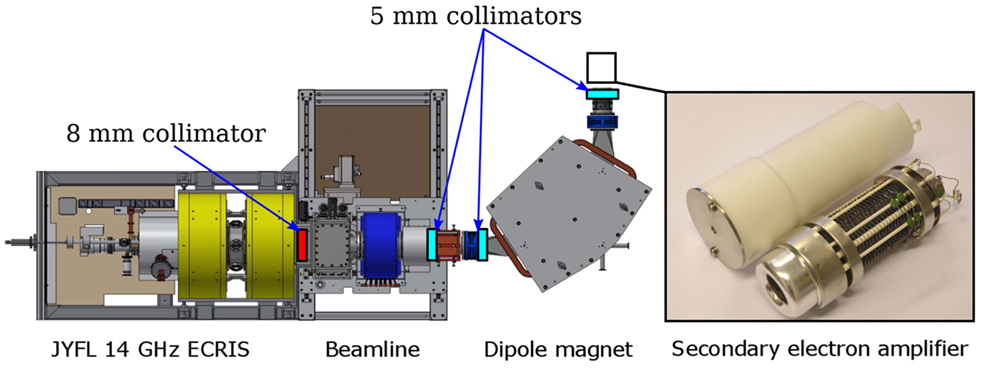 5 mm collimators
8 mm collimator
JYFL 14 GHz ECRIS
Beamline
Dipole magnet
Secondary electron amplifier